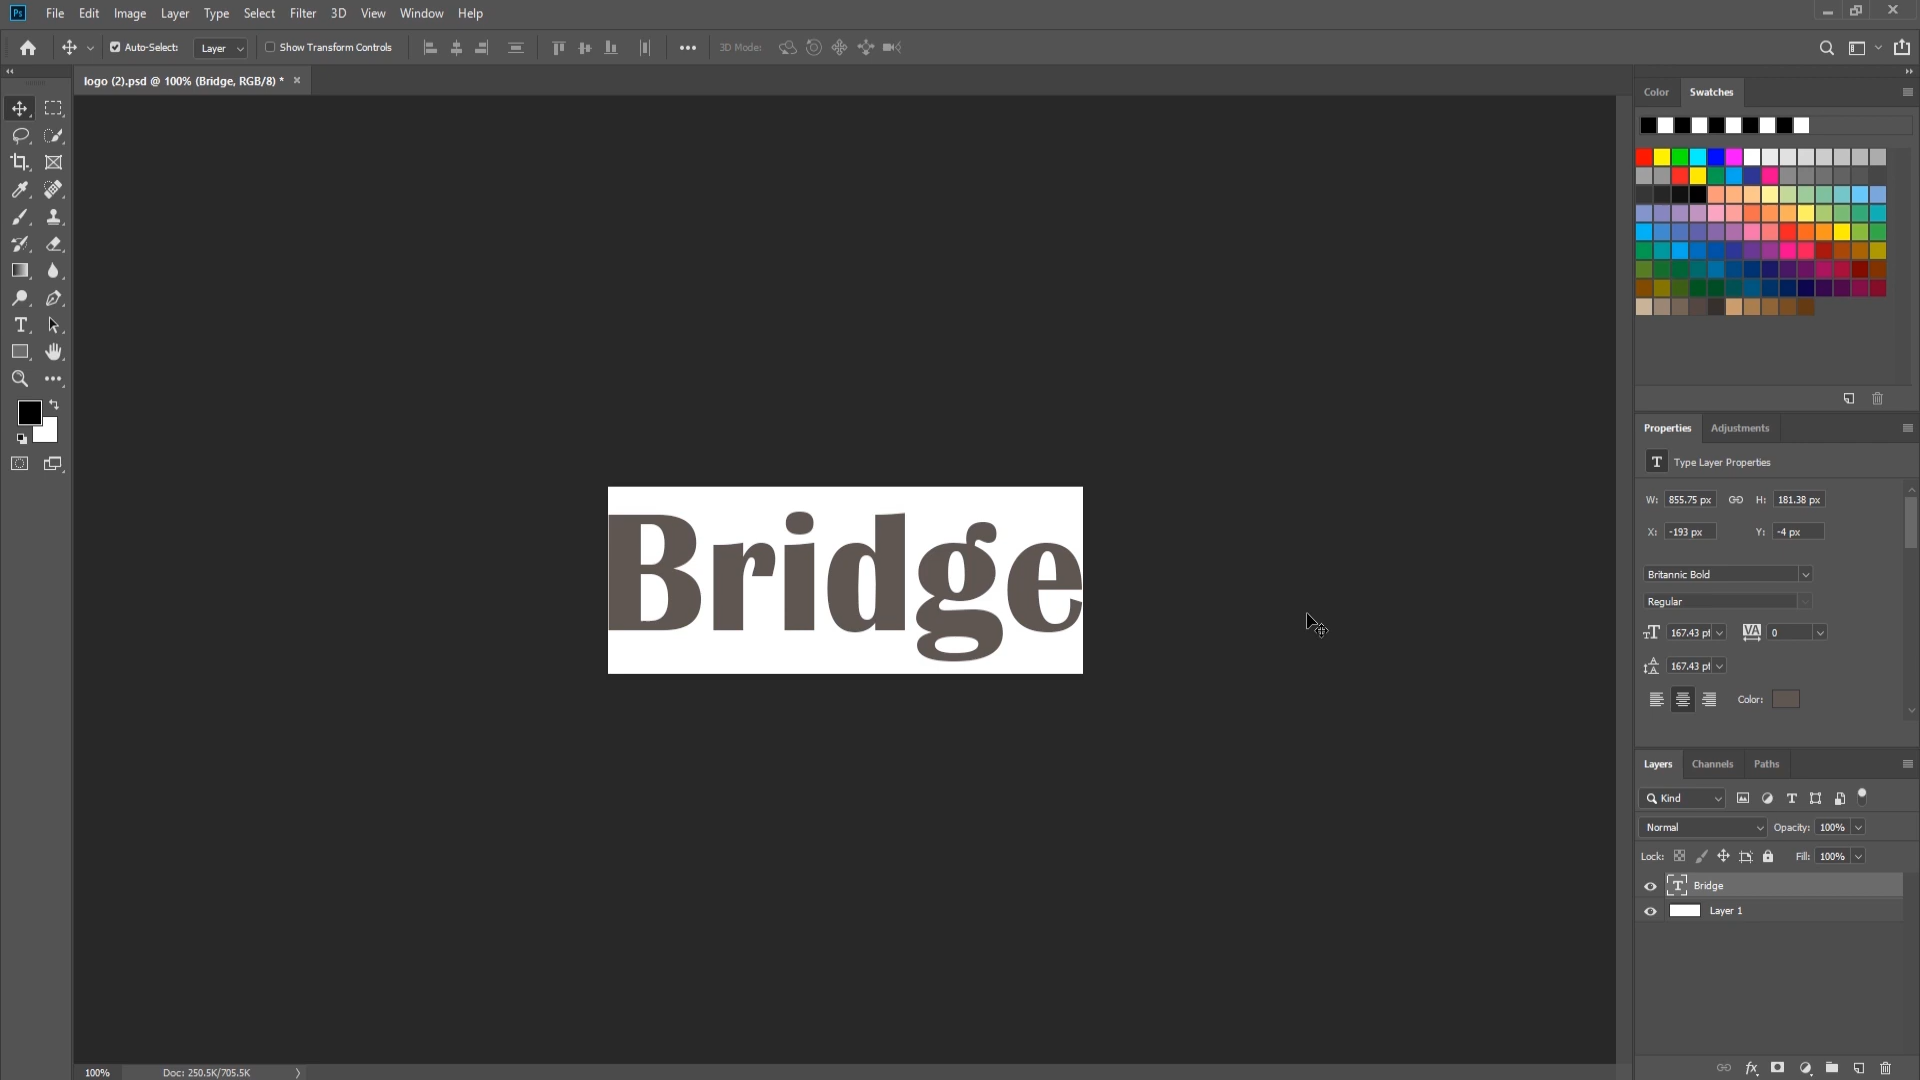 Ps File Edit Image Layer Type Select Filter 3D View Window Help
Auto-Select: Layer Show Transform Controls 3D Mode:
logo (2).psd @ 100% (Bridge, RGB/8) *
Color Swatches
Properties Adjustments
T Type Layer Properties
W: 855.75 px H: 181.38 px
X: -193 px Y: -4 px
Britannic Bold
Regular
167.43 pt VA 0
167.43 pt
Color:
Bridge
Layers Channels Paths
Kind
Normal Opacity: 100%
Lock: Fill: 100%
T Bridge
Layer 1
fx
100% Doc: 250.5K/705.5K